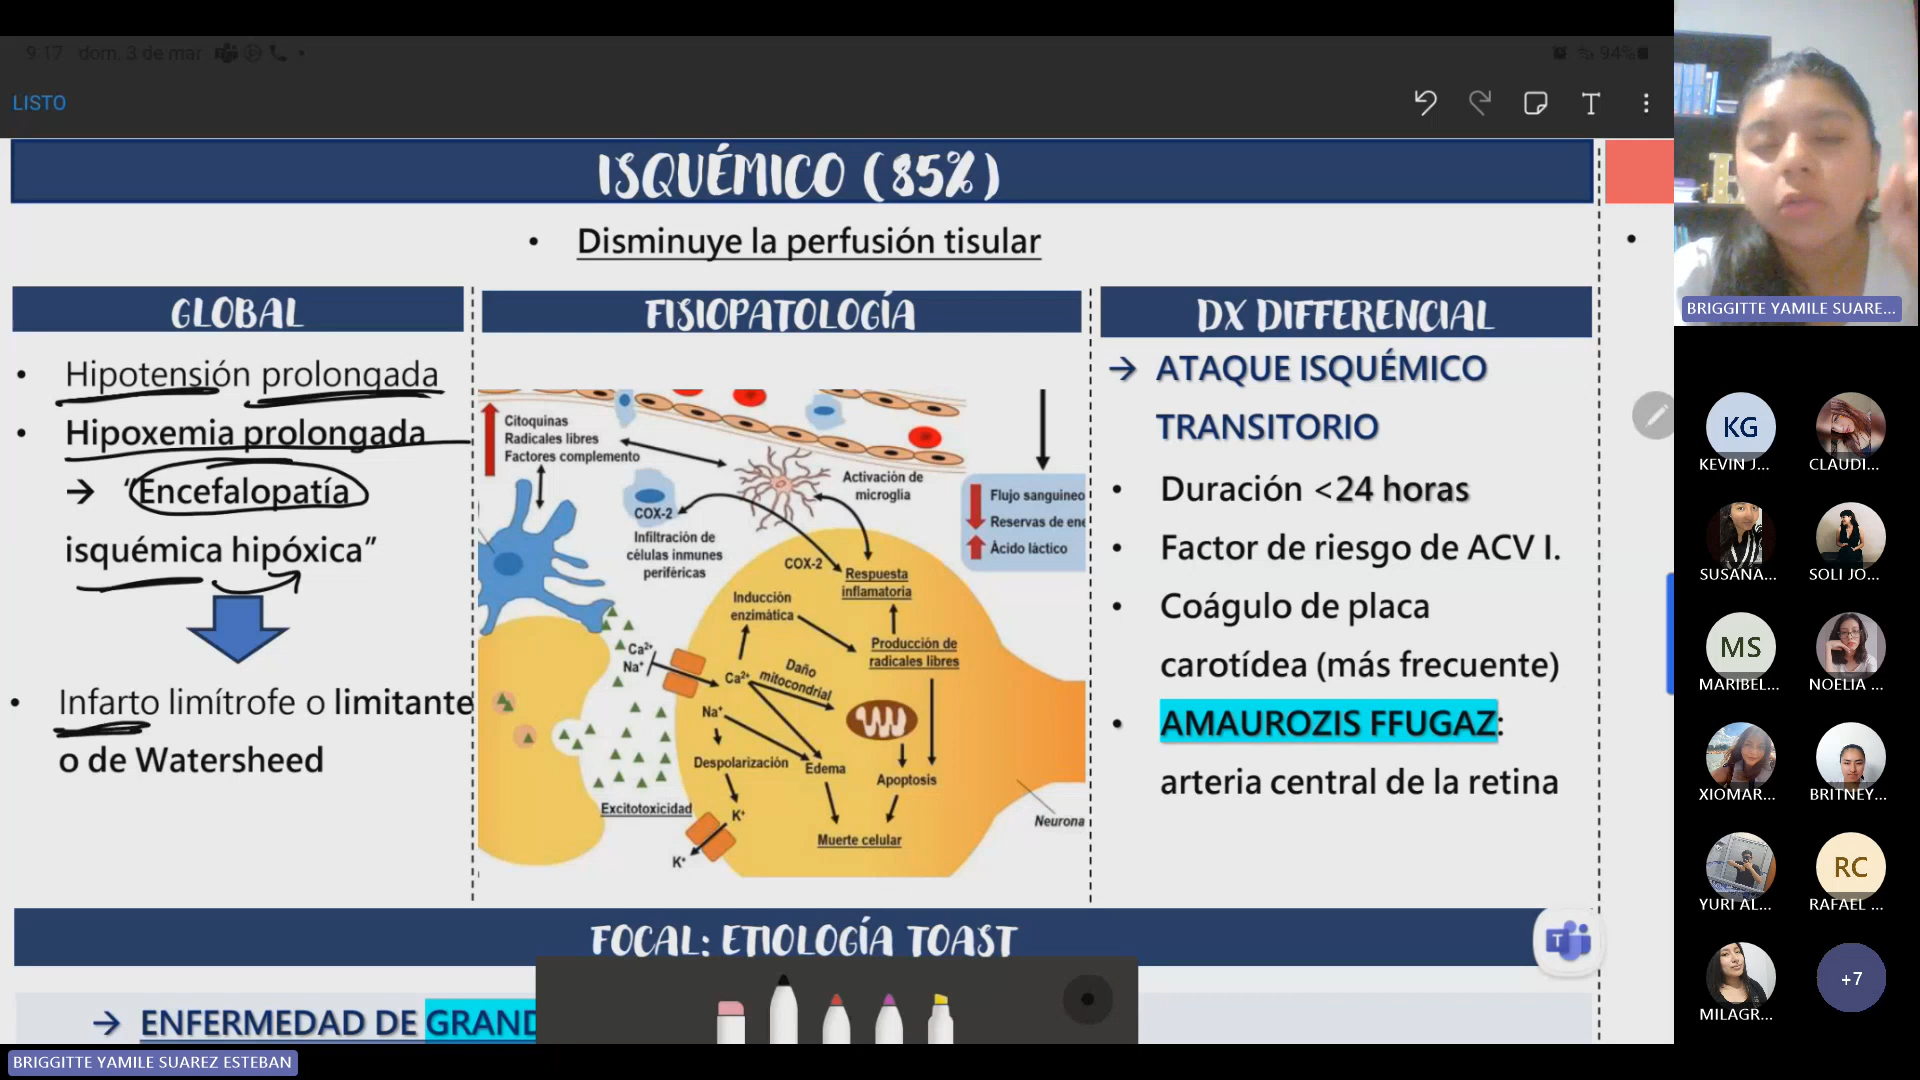 9:17 dom. 3 de mar
94%
LISTO
T
ISQUÉMICO (85%)
• Disminuye la perfusión tisular
GLOBAL
• Hipotensión prolongada
• Hipoxemia prolongada
→ "Encefalopatía
isquémica hipóxica"
• Infarto limítrofe o limitante
o de Watersheed
FISIOPATOLOGÍA
Citoquinas
Radicales libres
Factores complemento
Activación de
microglia
COX-2
Infiltración de
células inmunes
periféricas
Flujo sanguineo
Reservas de ene
Ácido láctico
COX-2
Respuesta
inflamatoria
Inducción
enzimática
Producción de
radicales libres
Ca²⁺
Na⁺
Ca²⁺
Daño
mitocondrial
Na⁺
Despolarización
Edema
Apoptosis
Excitotoxicidad
K⁺
Muerte celular
K⁺
Neurona
DX DIFFERENCIAL
→ ATAQUE ISQUÉMICO
TRANSITORIO
• Duración <24 horas
• Factor de riesgo de ACV I.
• Coágulo de placa
carotídea (más frecuente)
• AMAUROZIS FFUGAZ:
arteria central de la retina
FOCAL: ETIOLOGÍA TOAST
→ ENFERMEDAD DE GRAND
BRIGGITTE YAMILE SUAREZ ESTEBAN
BRIGGITTE YAMILE SUARE...
KG
KEVIN J...
CLAUDI...
SUSANA...
SOLI JO...
MS
MARIBEL...
NOELIA ...
XIOMAR...
BRITNEY...
YURI AL...
RC
RAFAEL ...
MILAGR...
+7